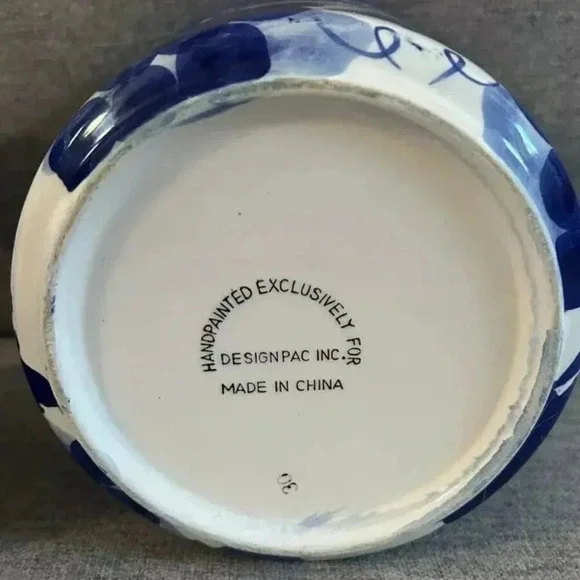 HANDPAINTED EXCLUSIVELY FOR
DESIGNPAC INC.
MADE IN CHINA
30